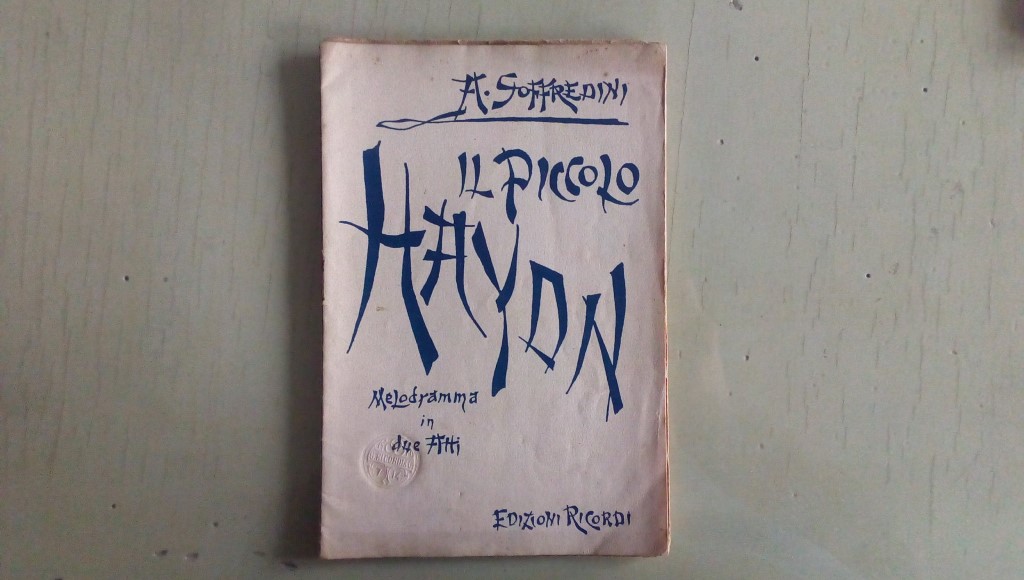 A. SOFFREDINI
IL PICCOLO
HAYDN
Melodramma
in
due Atti
EDIZIONI RICORDI